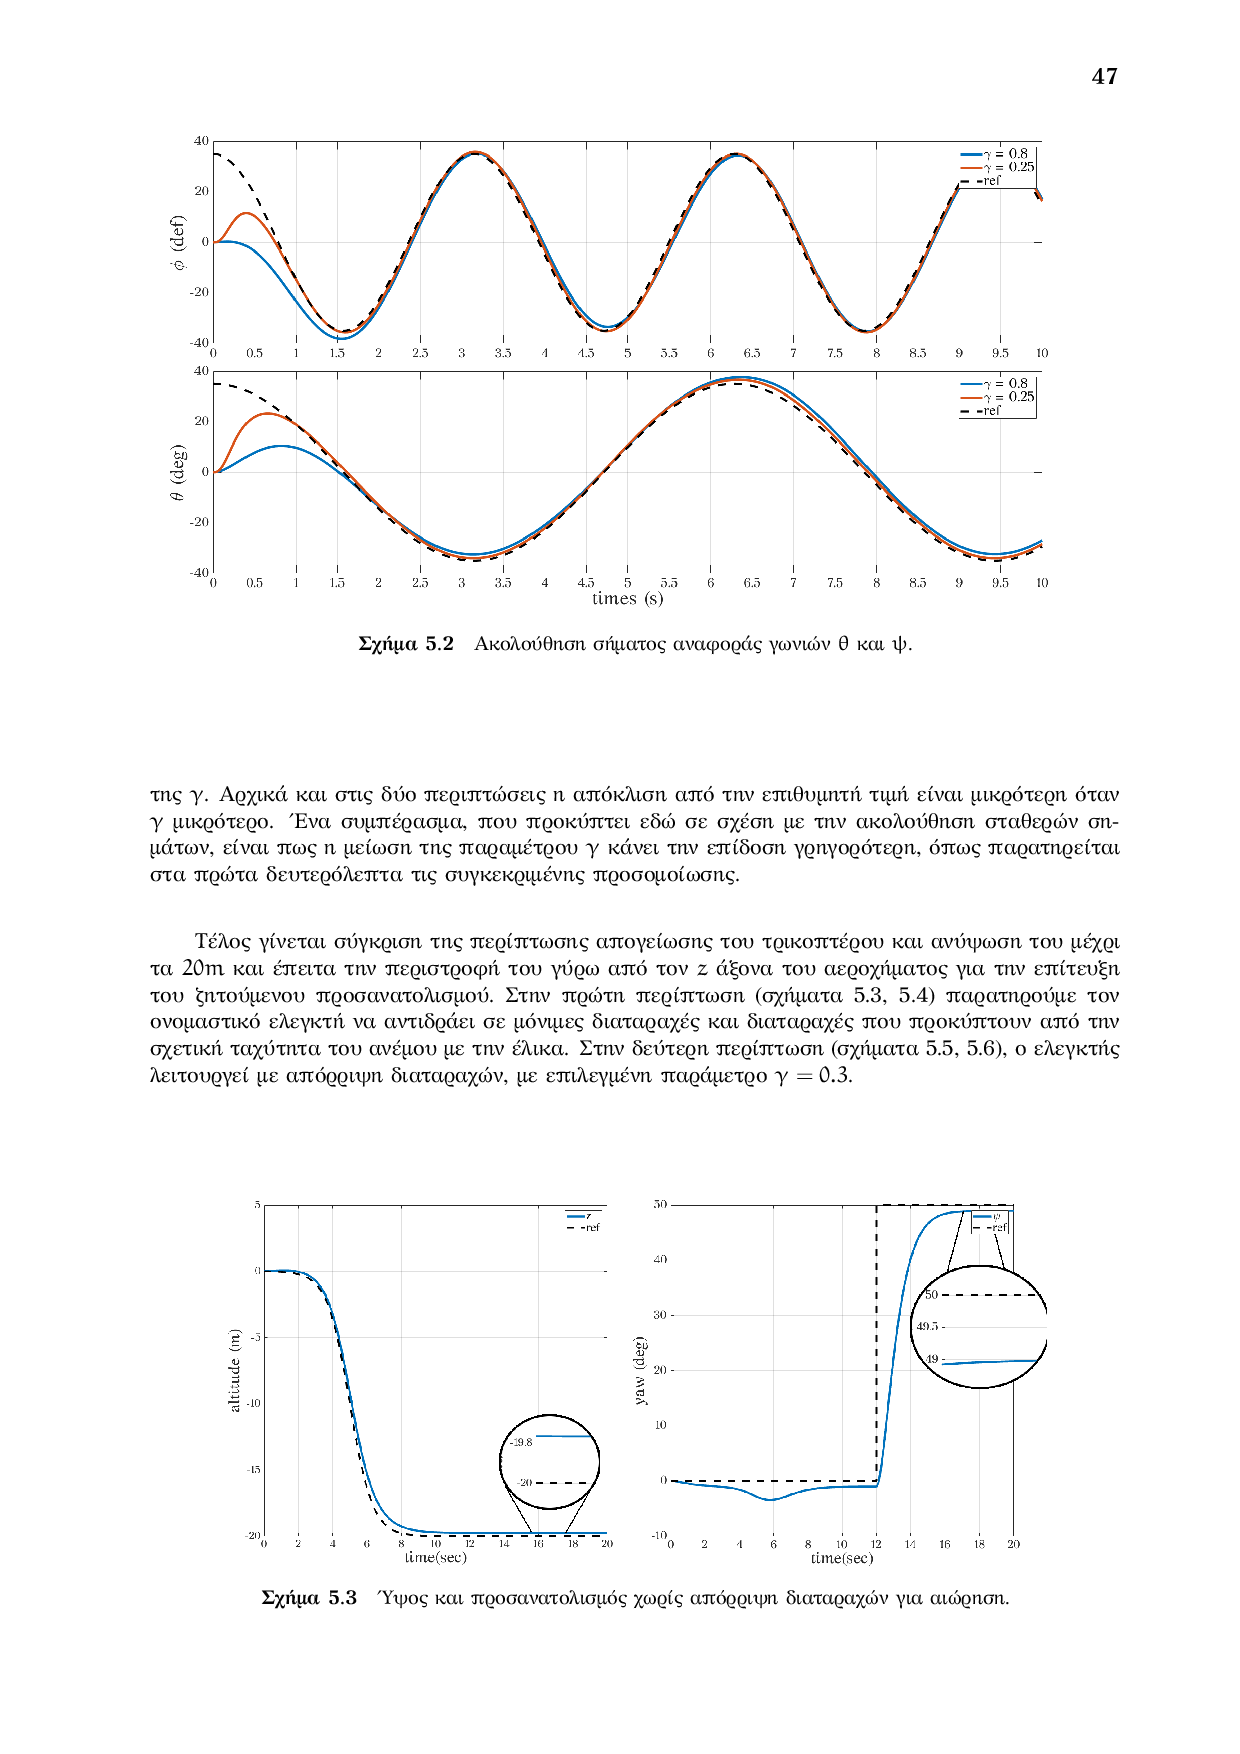 47
40
20
0
-20
-40
ϕ (def)
γ = 0.8
γ = 0.25
ref
0 0.5 1 1.5 2 2.5 3 3.5 4 4.5 5 5.5 6 6.5 7 7.5 8 8.5 9 9.5 10
40
20
0
-20
-40
θ (deg)
γ = 0.8
γ = 0.25
ref
0 0.5 1 1.5 2 2.5 3 3.5 4 4.5 5 5.5 6 6.5 7 7.5 8 8.5 9 9.5 10
times (s)
Σχήμα 5.2 Ακολούθηση σήματος αναφοράς γωνιών θ και ψ.
της γ. Αρχικά και στις δύο περιπτώσεις η απόκλιση από την επιθυμητή τιμή είναι μικρότερη όταν
γ μικρότερο. Ένα συμπέρασμα, που προκύπτει εδώ σε σχέση με την ακολούθηση σταθερών ση-
μάτων, είναι πως η μείωση της παραμέτρου γ κάνει την επίδοση γρηγορότερη, όπως παρατηρείται
στα πρώτα δευτερόλεπτα τις συγκεκριμένης προσομοίωσης.
Τέλος γίνεται σύγκριση της περίπτωσης απογείωσης του τρικοπτέρου και ανύψωση του μέχρι
τα 20m και έπειτα την περιστροφή του γύρω από τον z άξονα του αεροχήματος για την επίτευξη
του ζητούμενου προσανατολισμού. Στην πρώτη περίπτωση (σχήματα 5.3, 5.4) παρατηρούμε τον
ονομαστικό ελεγκτή να αντιδράει σε μόνιμες διαταραχές και διαταραχές που προκύπτουν από την
σχετική ταχύτητα του ανέμου με την έλικα. Στην δεύτερη περίπτωση (σχήματα 5.5, 5.6), ο ελεγκτής
λειτουργεί με απόρριψη διαταραχών, με επιλεγμένη παράμετρο γ = 0.3.
5
0
-5
-10
-15
-20
altitude (m)
z
ref
-19.8
-20
0 2 4 6 8 10 12 14 16 18 20
time(sec)
50
40
30
20
10
0
-10
yaw (deg)
ψ
ref
50
49.5
49
0 2 4 6 8 10 12 14 16 18 20
time(sec)
Σχήμα 5.3 Ύψος και προσανατολισμός χωρίς απόρριψη διαταραχών για αιώρηση.